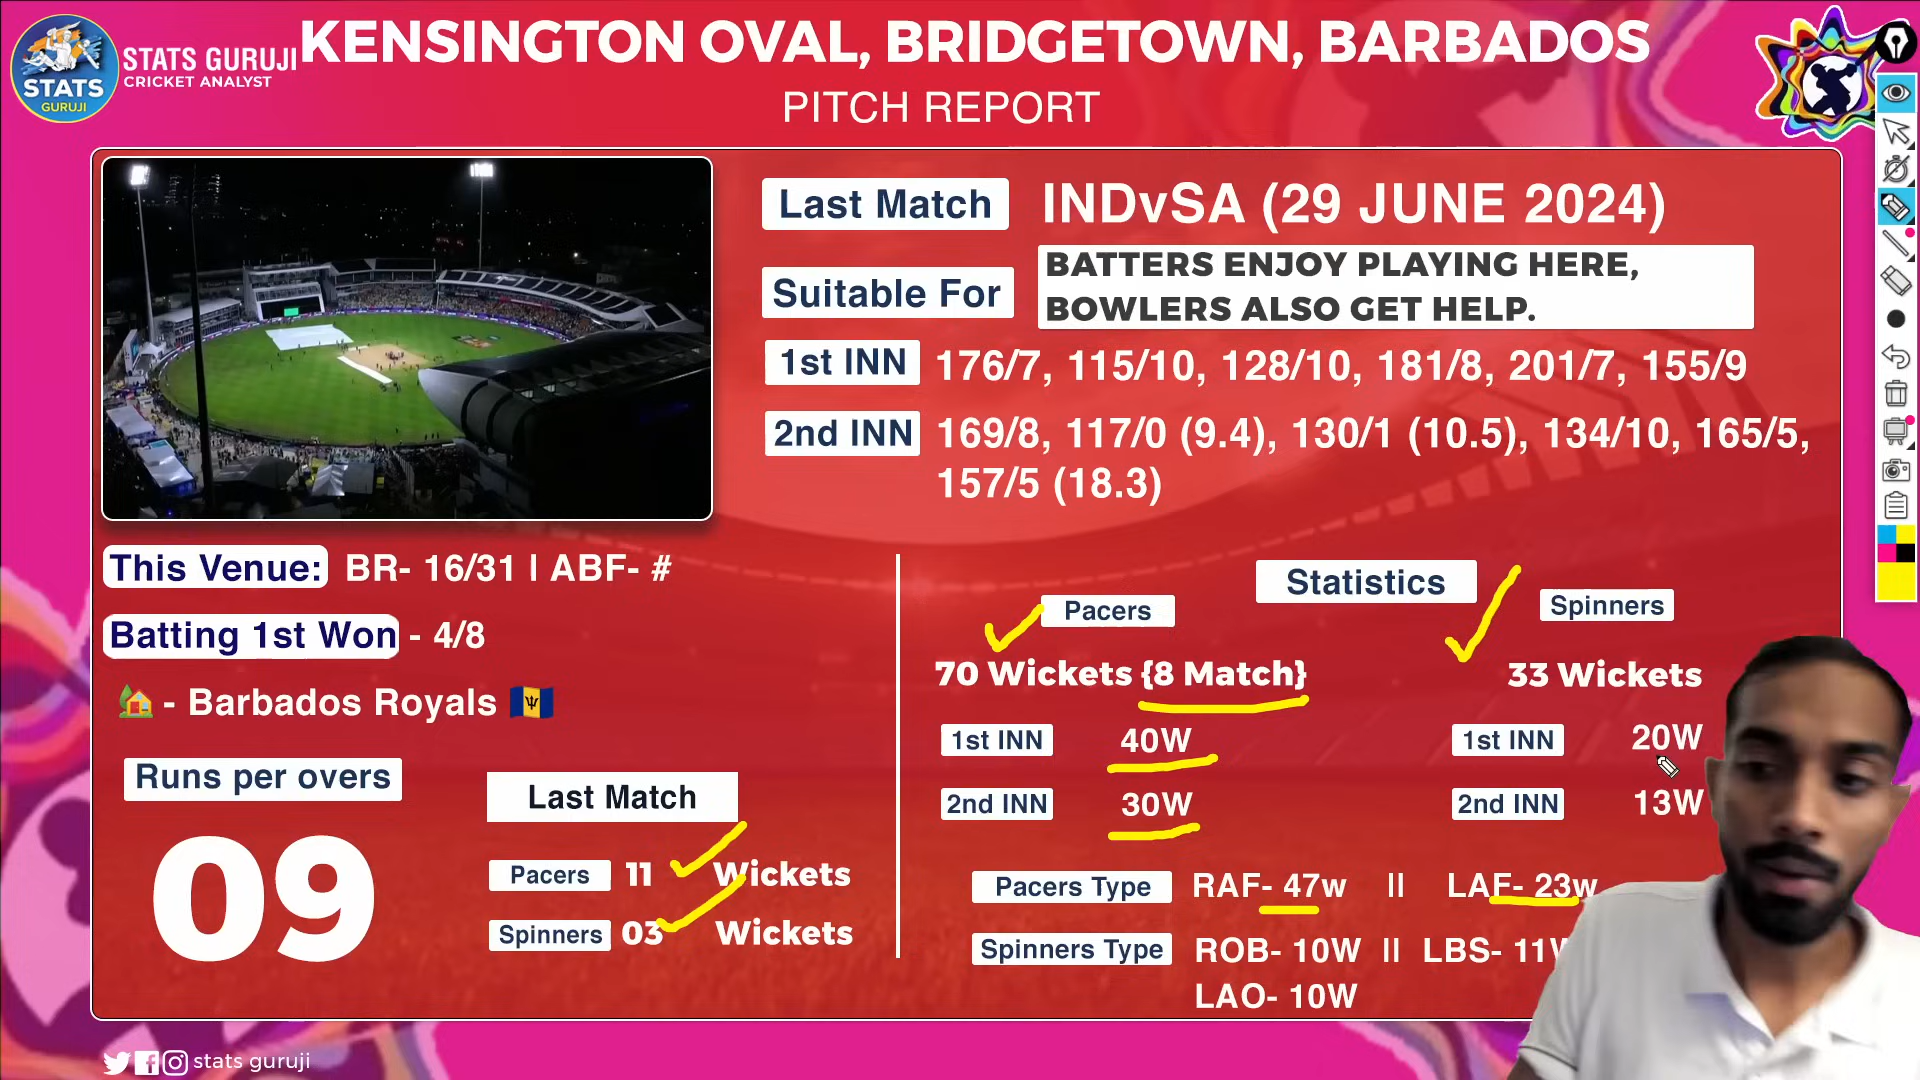 KENSINGTON OVAL, BRIDGETOWN, BARBADOS
STATS GURUJI
CRICKET ANALYST
STATS
GURUJI
PITCH REPORT
Last Match INDvSA (29 JUNE 2024)
Suitable For BATTERS ENJOY PLAYING HERE,
BOWLERS ALSO GET HELP.
1st INN 176/7, 115/10, 128/10, 181/8, 201/7, 155/9
2nd INN 169/8, 117/0 (9.4), 130/1 (10.5), 134/10, 165/5,
157/5 (18.3)
This Venue: BR- 16/31 | ABF- #
Batting 1st Won - 4/8
- Barbados Royals
Runs per overs
09
Last Match
Pacers 11 Wickets
Spinners 03 Wickets
Statistics
Pacers
Spinners
70 Wickets {8 Match}
33 Wickets
1st INN 40W
1st INN 20W
2nd INN 30W
2nd INN 13W
Pacers Type RAF- 47w || LAF- 23w
Spinners Type ROB- 10W || LBS- 11W
LAO- 10W
stats guruji